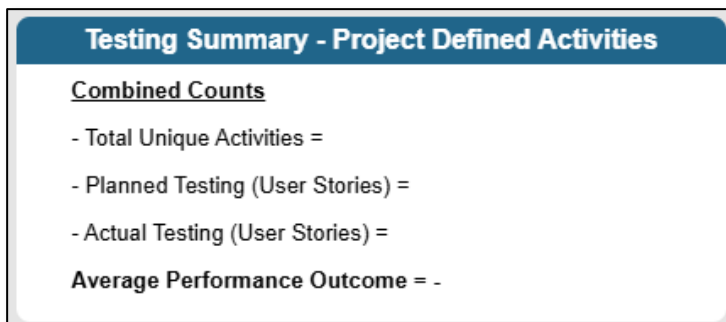 Testing Summary - Project Defined Activities
Combined Counts
- Total Unique Activities =
- Planned Testing (User Stories) =
- Actual Testing (User Stories) =
Average Performance Outcome = -